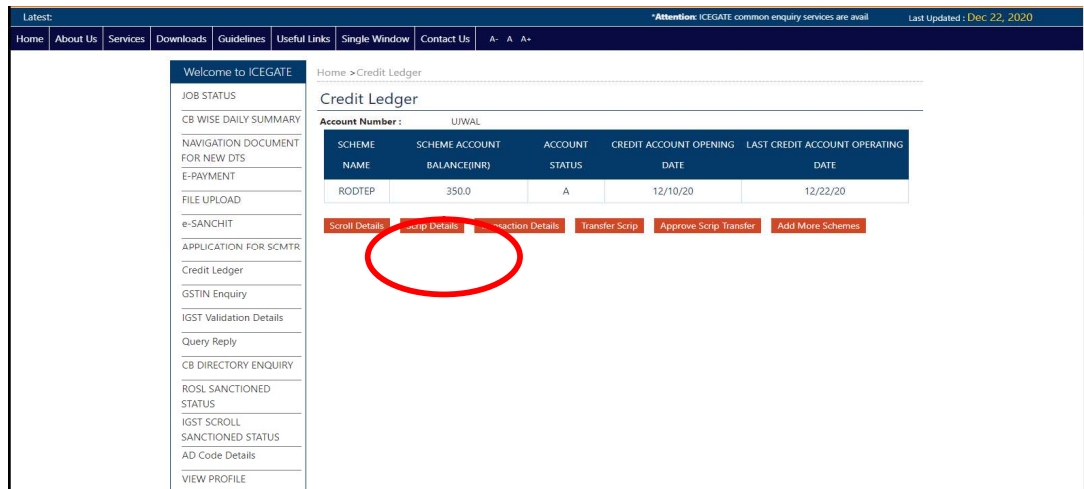 Latest:
*Attention: ICEGATE common enquiry services are avail
Last Updated : Dec 22, 2020
Home About Us Services Downloads Guidelines Useful Links Single Window Contact Us A- A A+
Welcome to ICEGATE
JOB STATUS
CB WISE DAILY SUMMARY
NAVIGATION DOCUMENT
FOR NEW DTS
E-PAYMENT
FILE UPLOAD
e-SANCHIT
APPLICATION FOR SCMTR
Credit Ledger
GSTIN Enquiry
IGST Validation Details
Query Reply
CB DIRECTORY ENQUIRY
ROSL SANCTIONED
STATUS
IGST SCROLL
SANCTIONED STATUS
AD Code Details
VIEW PROFILE
Home >Credit Ledger
Credit Ledger
Account Number : UJWAL
SCHEME NAME
SCHEME ACCOUNT BALANCE(INR)
ACCOUNT STATUS
CREDIT ACCOUNT OPENING DATE
LAST CREDIT ACCOUNT OPERATING DATE
RODTEP 350.0 A 12/10/20 12/22/20
Scroll Details Scrip Details Transaction Details Transfer Scrip Approve Scrip Transfer Add More Schemes